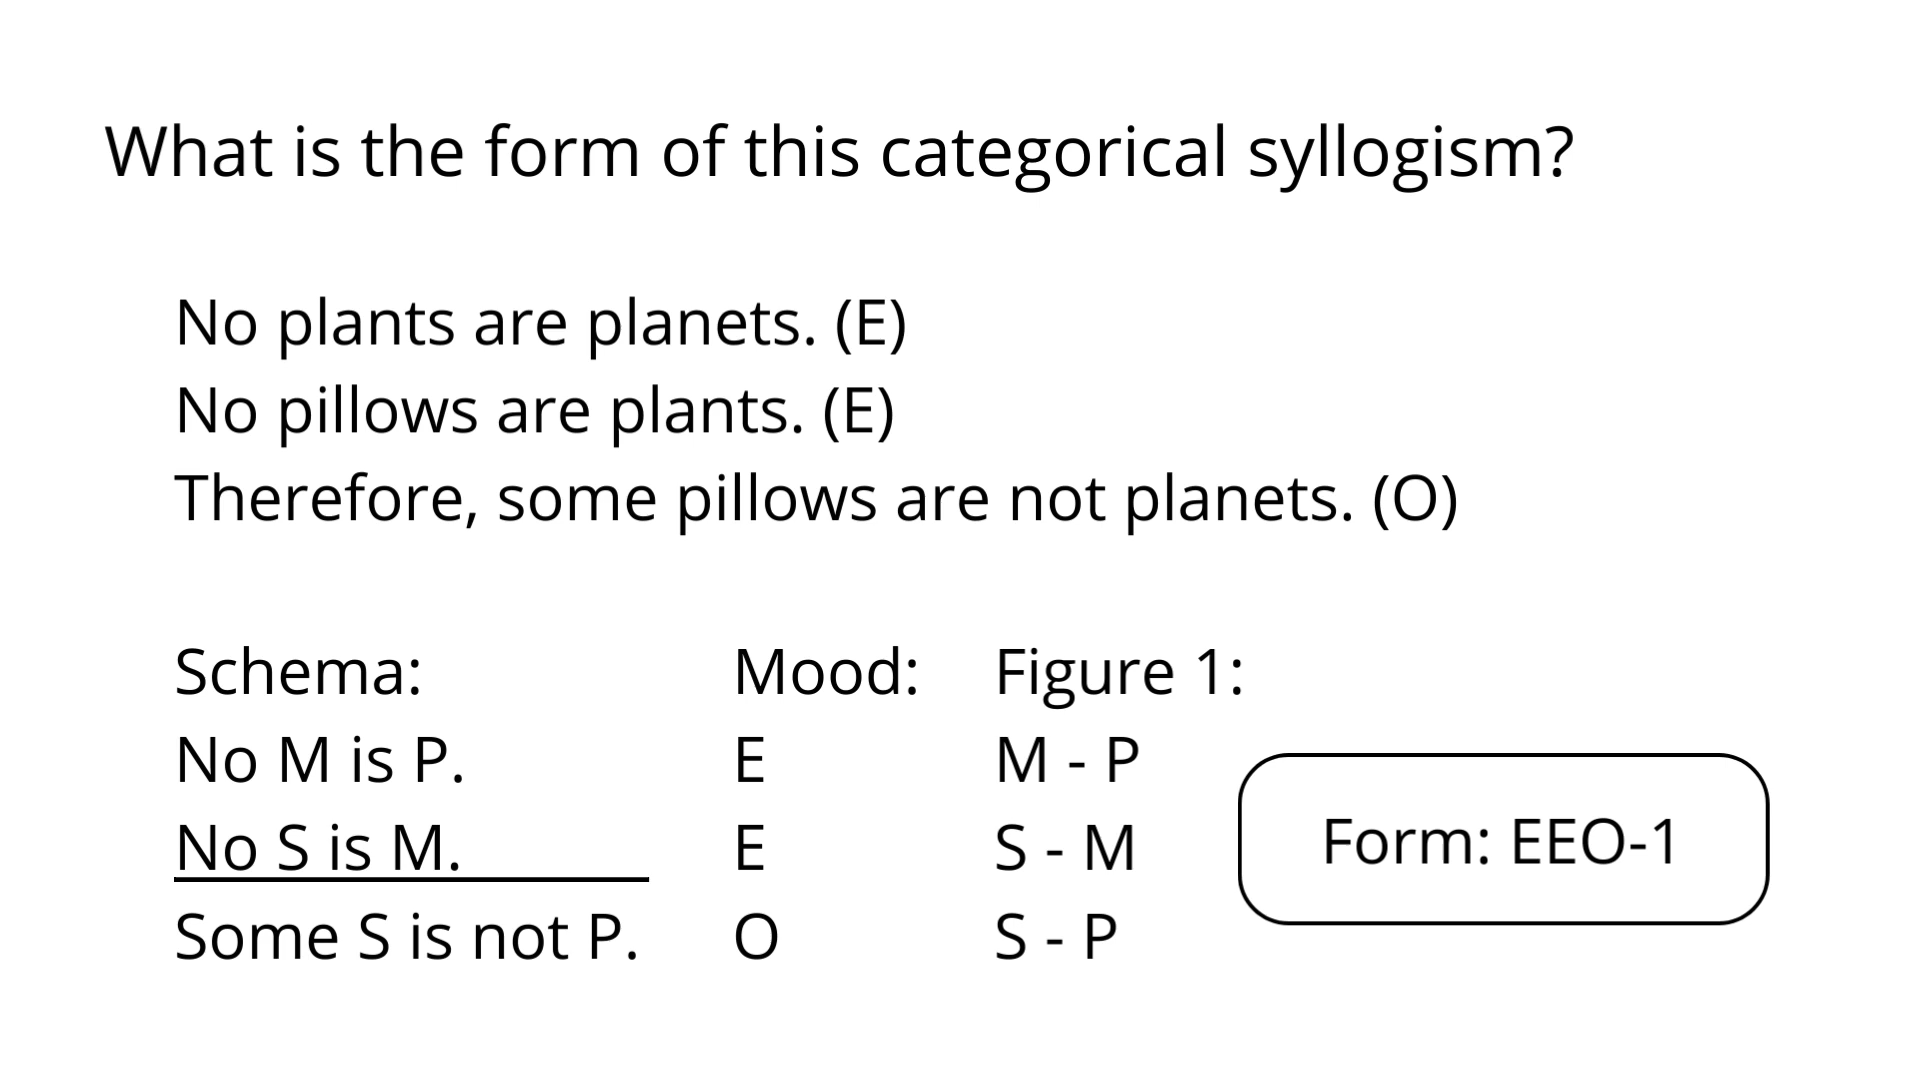 What is the form of this categorical syllogism?
No plants are planets. (E)
No pillows are plants. (E)
Therefore, some pillows are not planets. (O)
Schema: Mood: Figure 1:
No M is P. E M - P
No S is M. E S - M
Form: EEO-1
Some S is not P. O S - P